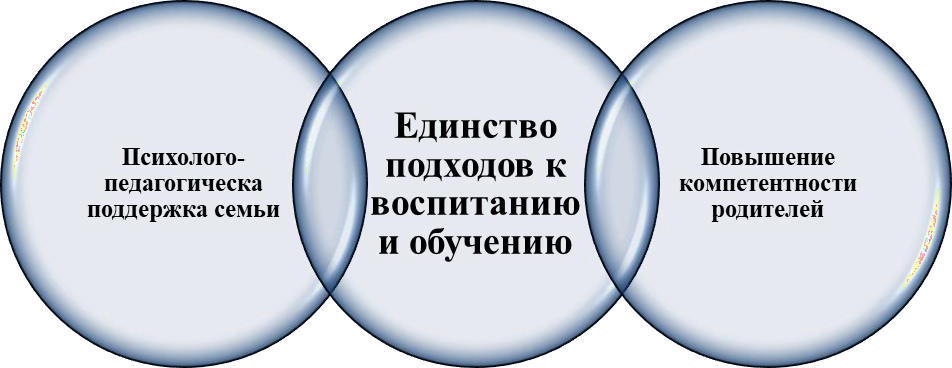 Психолого-
педагогическа
поддержка семьи
Единство
подходов к
воспитанию
и обучению
Повышение
компетентности
родителей